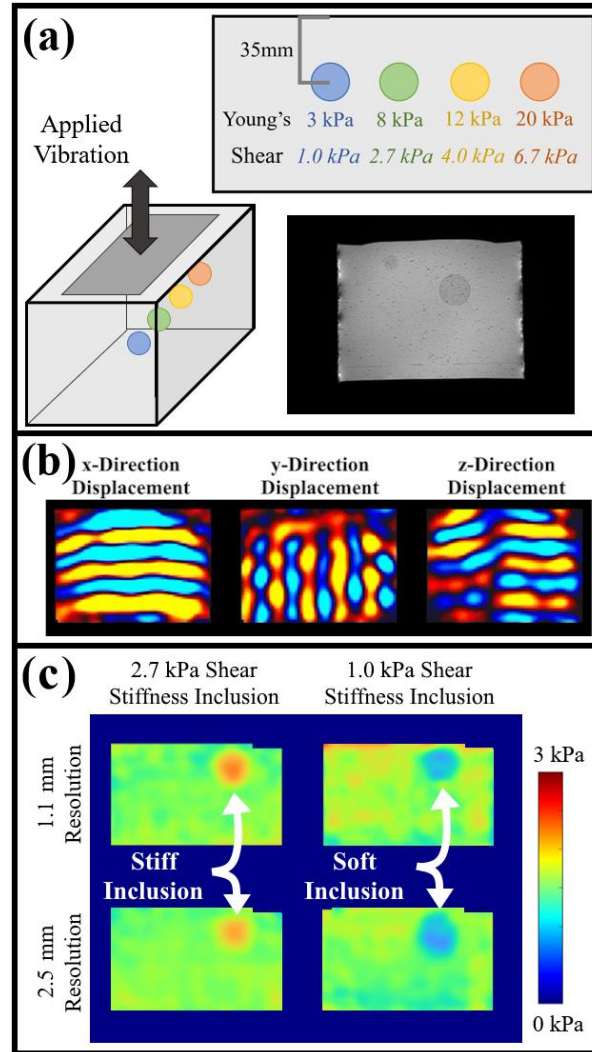 (a)
35mm
Young's 3 kPa 8 kPa 12 kPa 20 kPa
Shear 1.0 kPa 2.7 kPa 4.0 kPa 6.7 kPa
Applied
Vibration
(b)
x-Direction
Displacement
y-Direction
Displacement
z-Direction
Displacement
(c)
2.7 kPa Shear
Stiffness Inclusion
1.0 kPa Shear
Stiffness Inclusion
1.1 mm
Resolution
Stiff
Inclusion
Soft
Inclusion
2.5 mm
Resolution
3 kPa
0 kPa